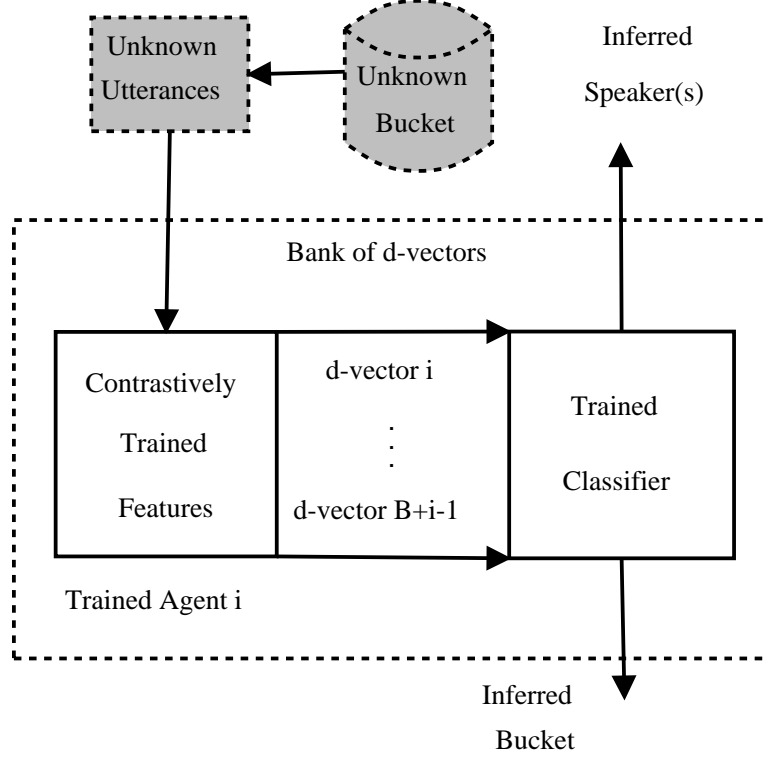 Unknown
Utterances
Unknown
Bucket
Inferred
Speaker(s)
Bank of d-vectors
Contrastively
Trained
Features
d-vector i
⋮
d-vector B+i-1
Trained
Classifier
Trained Agent i
Inferred
Bucket